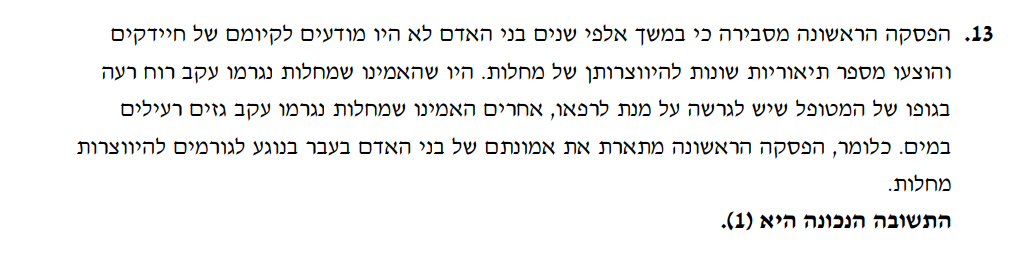 13. הפסקה הראשונה מסבירה כי במשך אלפי שנים בני האדם לא היו מודעים לקיומם של חיידקים
והוצעו מספר תיאוריות שונות להיווצרותן של מחלות. היו שהאמינו שמחלות נגרמו עקב רוח רעה
בגופו של המטופל שיש לגרשה על מנת לרפאו, אחרים האמינו שמחלות נגרמו עקב גזים רעילים
במים. כלומר, הפסקה הראשונה מתארת את אמונתם של בני האדם בעבר בנוגע לגורמים להיווצרות
מחלות.
התשובה הנכונה היא (1).